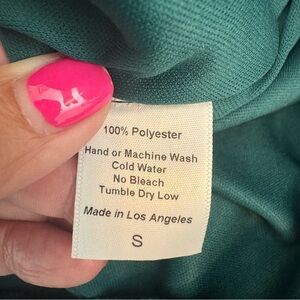 100% Polyester
Hand or Machine Wash
Cold Water
No Bleach
Tumble Dry Low
Made in Los Angeles
S